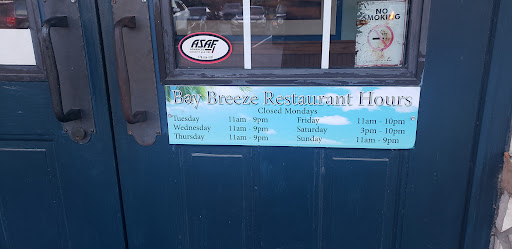 NO
SMOKING
ASAF
Bay Breeze Restaurant Hours
Closed Mondays
Tuesday 11am - 9pm Friday 11am - 10pm
Wednesday 11am - 9pm Saturday 3pm - 10pm
Thursday 11am - 9pm Sunday 11am - 9pm